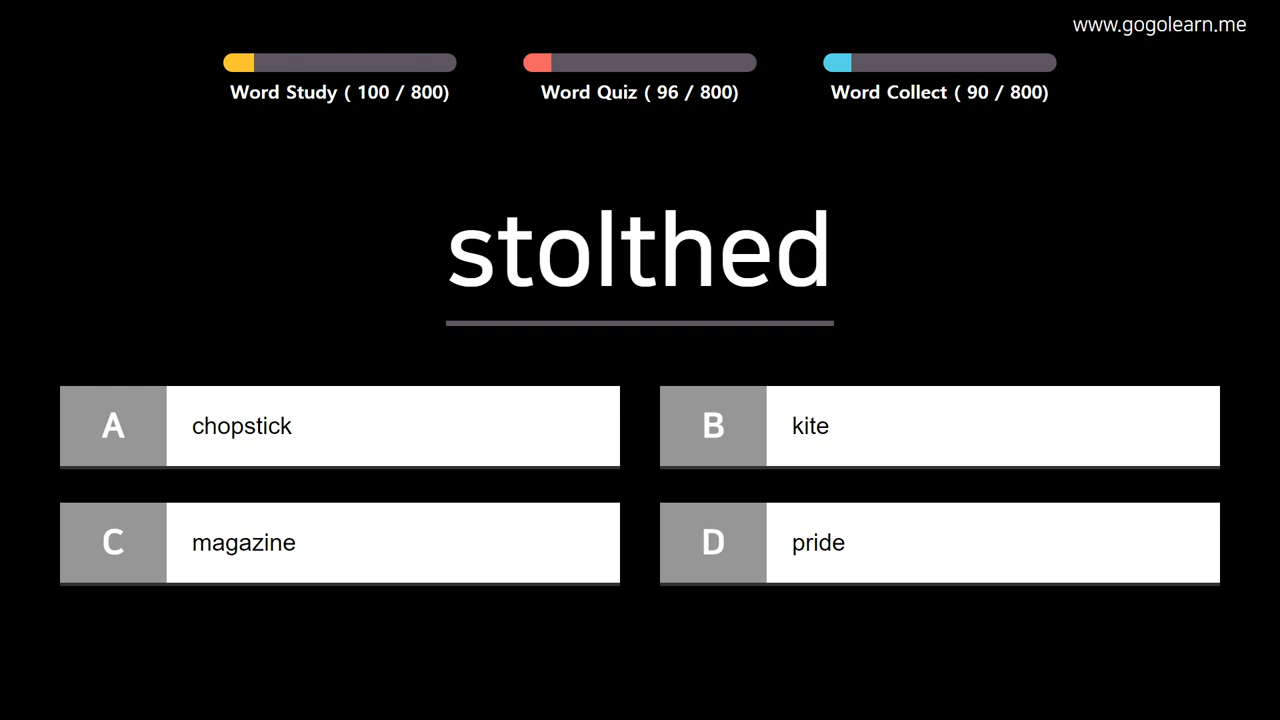 www.gogolearn.me
Word Study ( 100 / 800)
Word Quiz ( 96 / 800)
Word Collect ( 90 / 800)
stolthed
A chopstick
B kite
C magazine
D pride